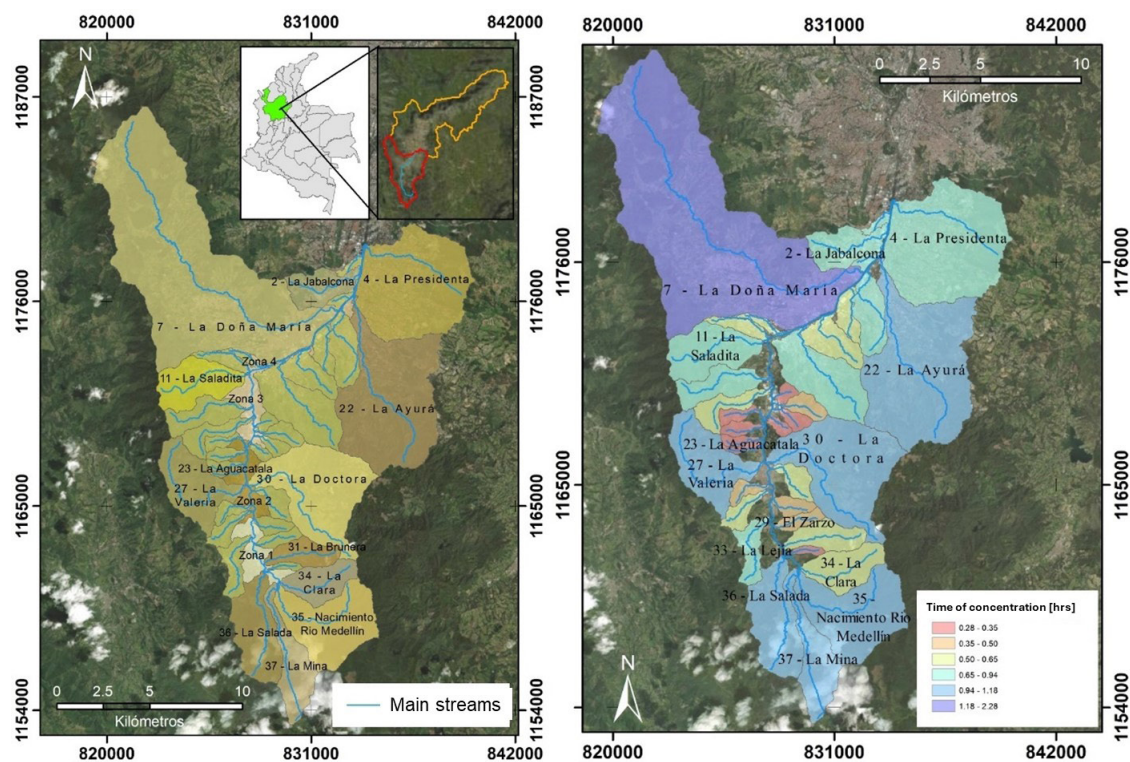 820000
831000
842000
1187000
1176000
1165000
1154000
N
2 - La Jabalcona
4 - La Presidenta
7 - La Doña María
Zona 4
11 - La Saladita
Zona 3
22 - La Ayurá
23 - La Aguacatala
30 - La Doctora
27 - La
Valeria
Zona 2
31 - La Brunera
Zona 1
34 - La
Clara
35 - Nacimiento
Rio Medellín
36 - La Salada
37 - La Mina
0 2.5 5 10
Kilómetros
Main streams
820000
831000
842000
820000
831000
842000
0 2.5 5 10
Kilómetros
1187000
1176000
1165000
1154000
4 - La Presidenta
2 - La Jabalcona
7 - La Doña María
11 - La
Saladita
22 - La Ayurá
23 - La Aguacatala
30 - La
Doctora
27 - La
Valeria
29 - El Zarzo
33 - La Lejía
34 - La
Clara
36 - La Salada
35 -
Nacimiento Río
Medellín
37 - La Mina
N
Time of concentration [hrs]
0.28 - 0.35
0.35 - 0.50
0.50 - 0.65
0.65 - 0.94
0.94 - 1.18
1.18 - 2.28
820000
831000
842000